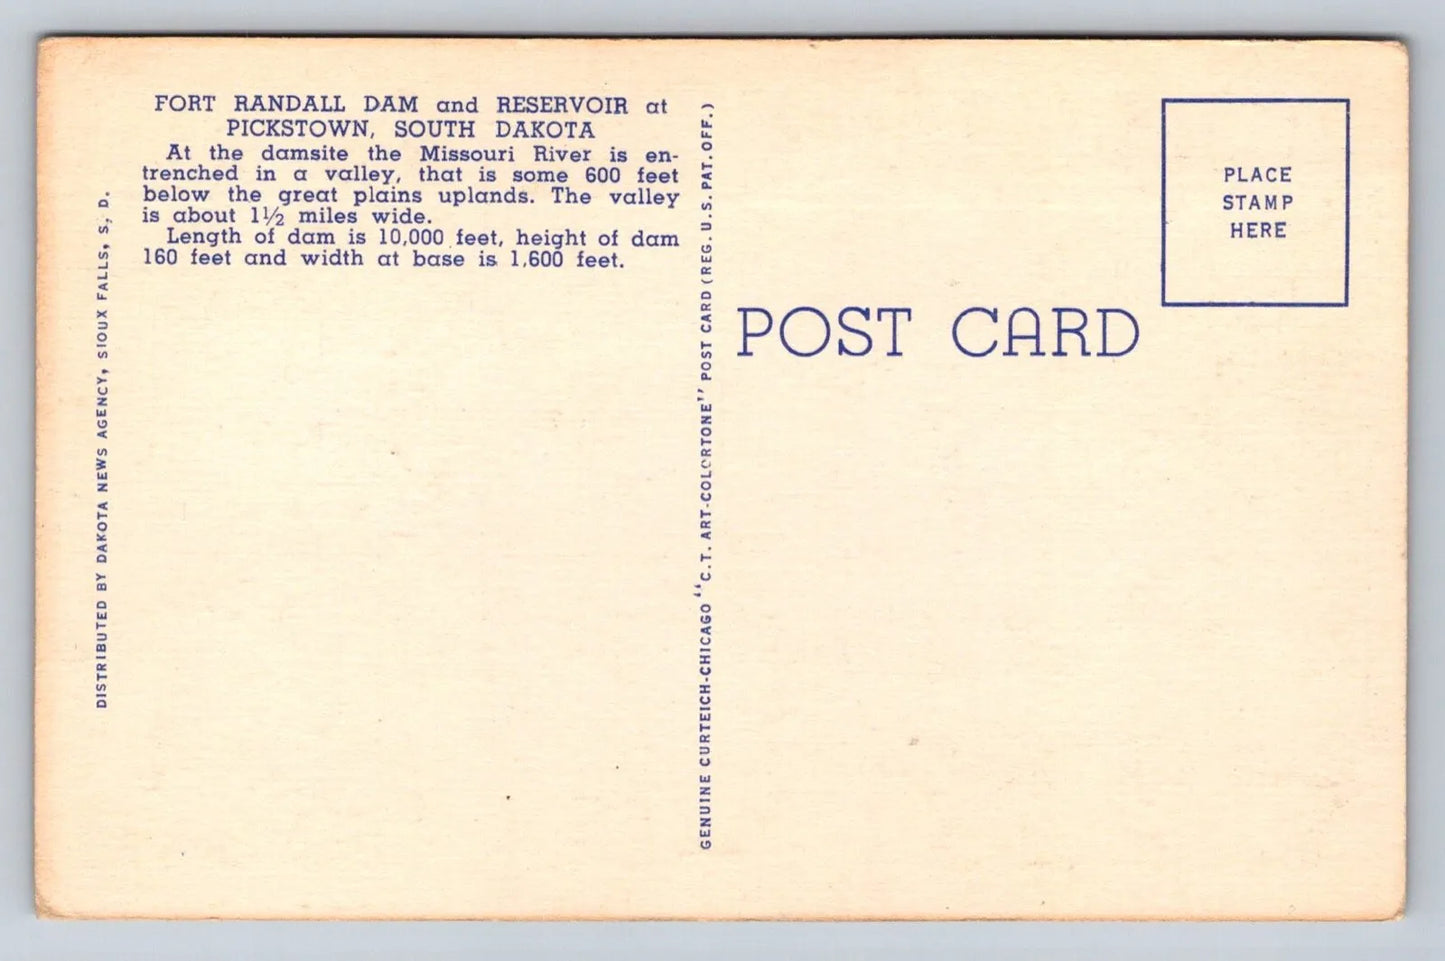 FORT RANDALL DAM and RESERVOIR at
PICKSTOWN, SOUTH DAKOTA
At the damsite the Missouri River is en-
trenched in a valley, that is some 600 feet
below the great plains uplands. The valley
is about 1½ miles wide.
Length of dam is 10,000 feet, height of dam
160 feet and width at base is 1,600 feet.
DISTRIBUTED BY DAKOTA NEWS AGENCY, SIOUX FALLS, S. D.
GENUINE CURTEICH-CHICAGO "C.T. ART-COLORTONE" POST CARD (REG. U.S. PAT. OFF.)
POST CARD
PLACE
STAMP
HERE